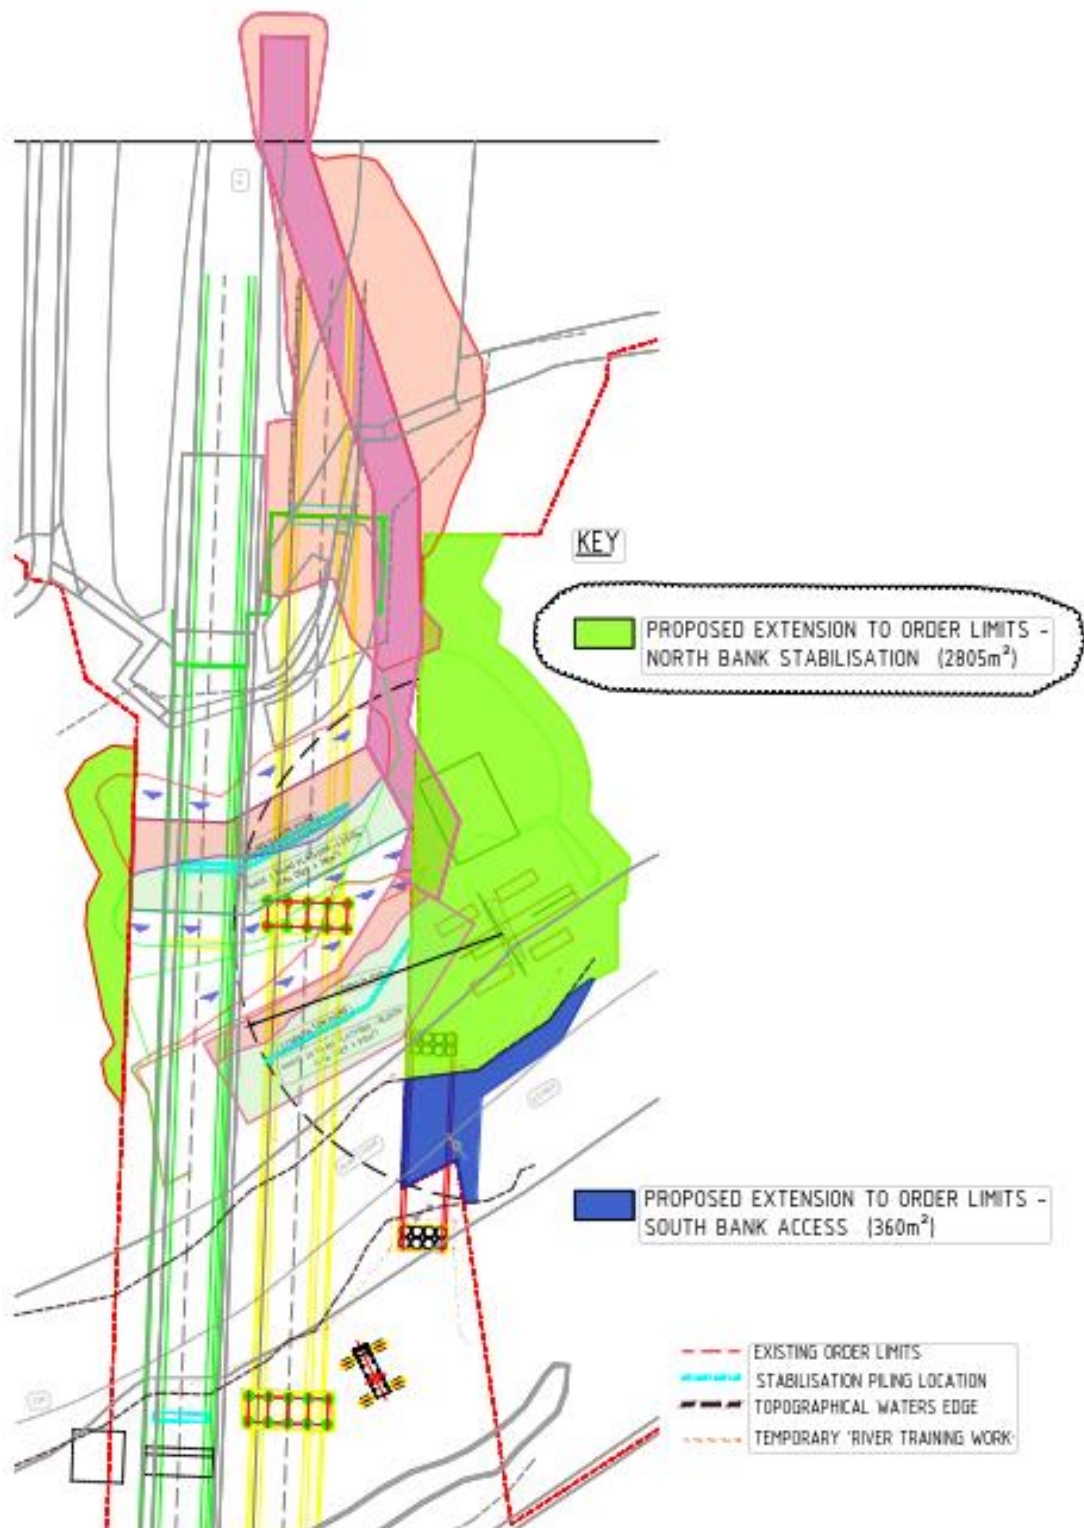 KEY
PROPOSED EXTENSION TO ORDER LIMITS -
NORTH BANK STABILISATION (2805m²)
PROPOSED EXTENSION TO ORDER LIMITS -
SOUTH BANK ACCESS (360m²)
EXISTING ORDER LIMITS
STABILISATION PILING LOCATION
TOPOGRAPHICAL WATERS EDGE
TEMPORARY 'RIVER TRAINING WORK'